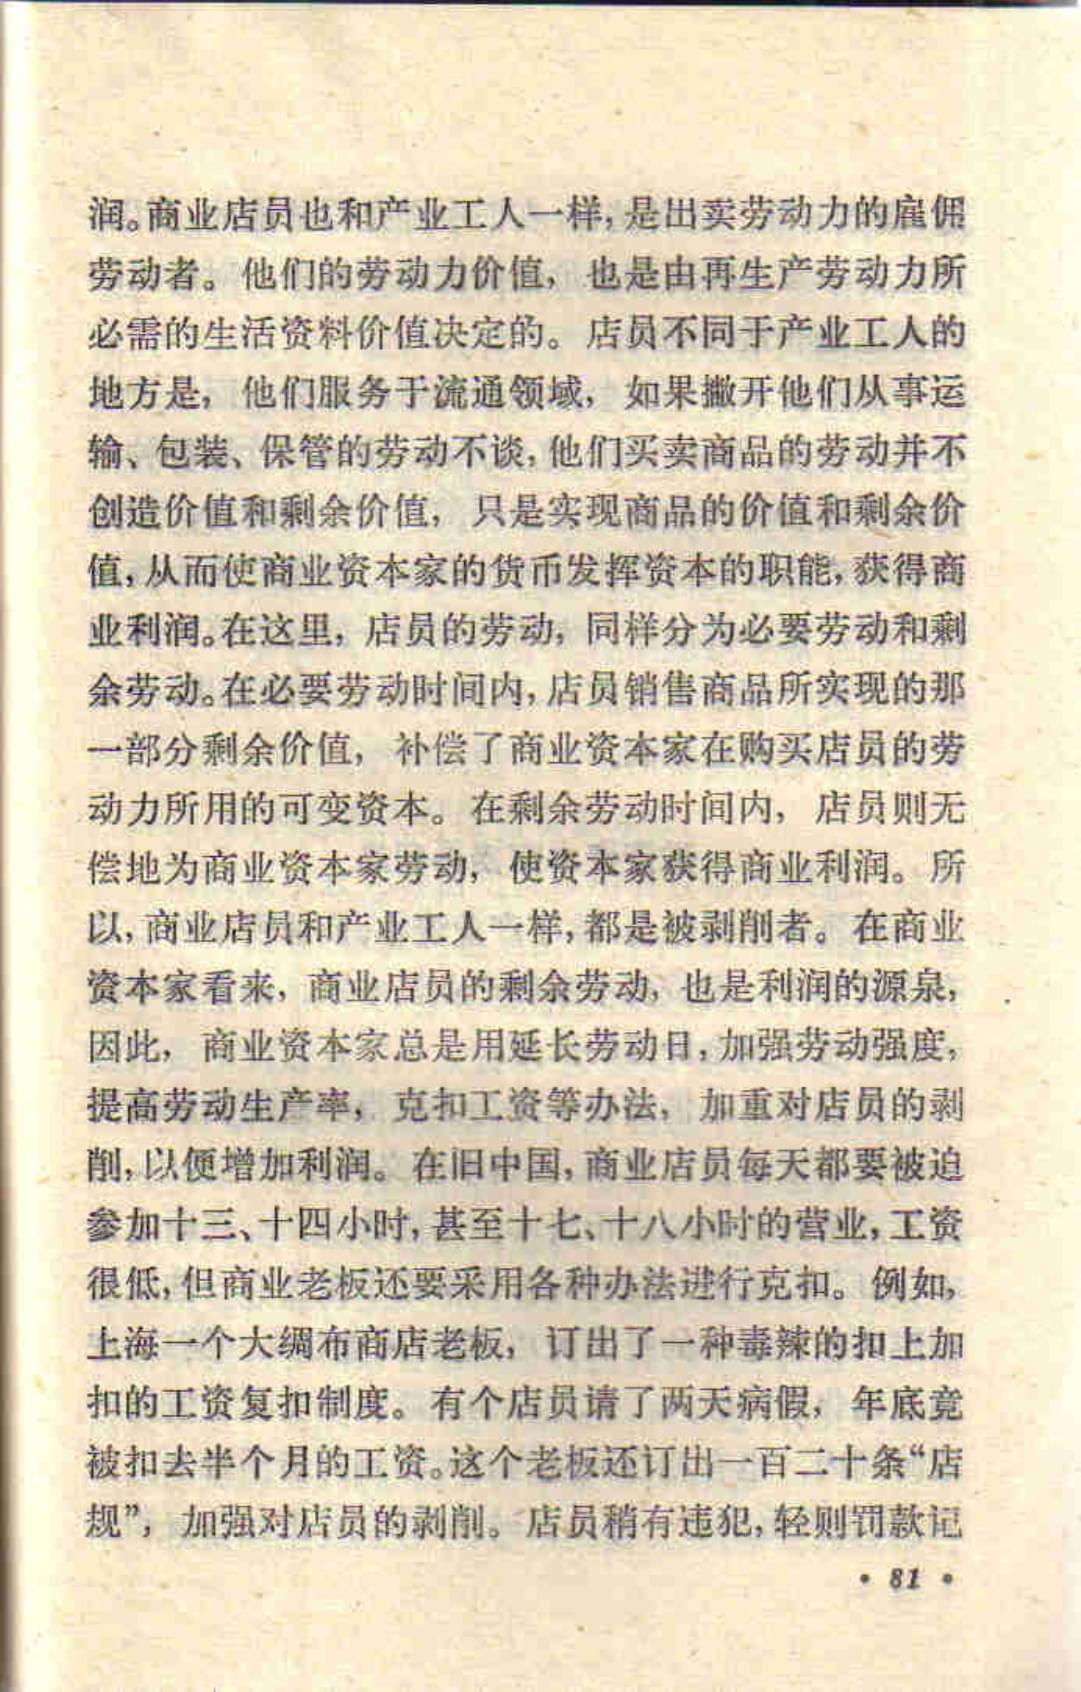 润。商业店员也和产业工人一样，是出卖劳动力的雇佣
劳动者。他们的劳动力价值，也是由再生产劳动力所
必需的生活资料价值决定的。店员不同于产业工人的
地方是，他们服务于流通领域，如果撇开他们从事运
输、包装、保管的劳动不谈，他们买卖商品的劳动并不
创造价值和剩余价值，只是实现商品的价值和剩余价
值，从而使商业资本家的货币发挥资本的职能，获得商
业利润。在这里，店员的劳动，同样分为必要劳动和剩
余劳动。在必要劳动时间内，店员销售商品所实现的那
一部分剩余价值，补偿了商业资本家在购买店员的劳
动力所用的可变资本。在剩余劳动时间内，店员则无
偿地为商业资本家劳动，使资本家获得商业利润。所
以，商业店员和产业工人一样，都是被剥削者。在商业
资本家看来，商业店员的剩余劳动，也是利润的源泉，
因此，商业资本家总是用延长劳动日，加强劳动强度，
提高劳动生产率，克扣工资等办法，加重对店员的剥
削，以便增加利润。在旧中国，商业店员每天都要被迫
参加十三、十四小时，甚至十七、十八小时的营业，工资
很低，但商业老板还要采用各种办法进行克扣。例如，
上海一个大绸布商店老板，订出了一种毒辣的扣上加
扣的工资复扣制度。有个店员请了两天病假，年底竟
被扣去半个月的工资。这个老板还订出一百二十条“店
规”，加强对店员的剥削。店员稍有违犯，轻则罚款记
• 81 •